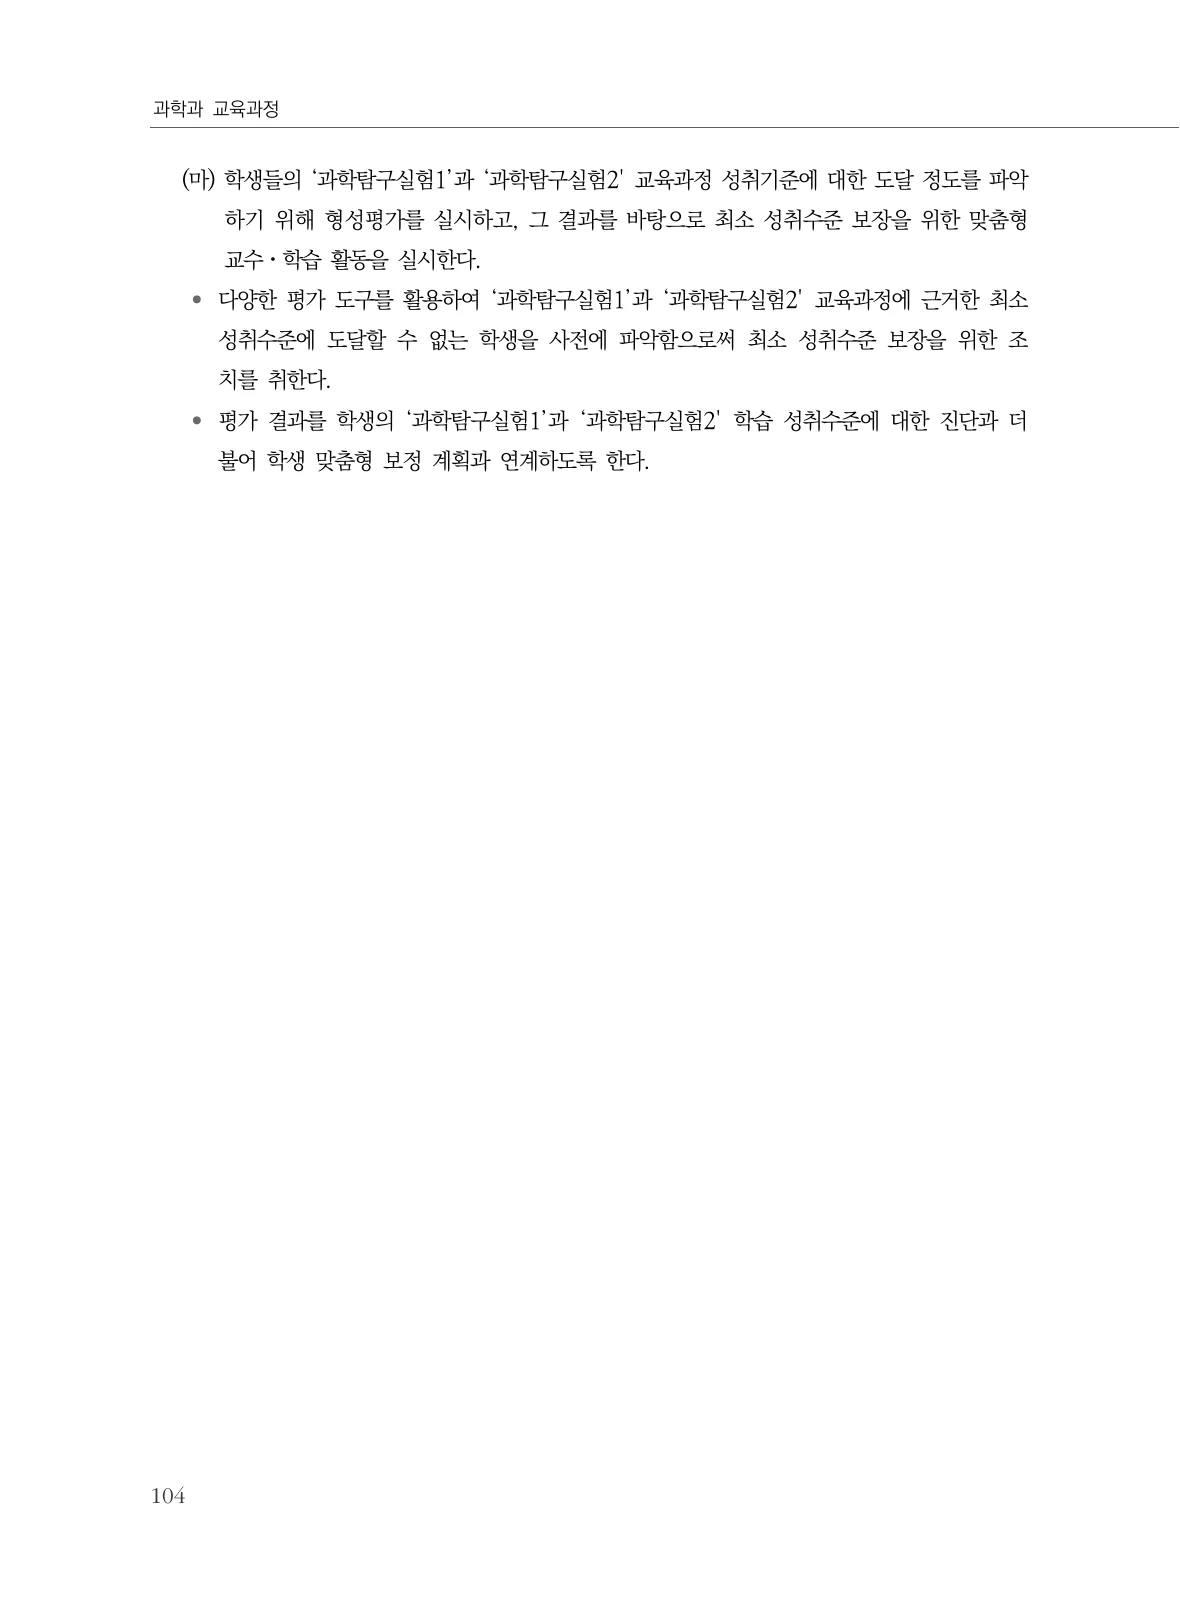 과학과 교육과정
(마) 학생들의 ‘과학탐구실험1’과 ‘과학탐구실험2' 교육과정 성취기준에 대한 도달 정도를 파악
하기 위해 형성평가를 실시하고, 그 결과를 바탕으로 최소 성취수준 보장을 위한 맞춤형
교수・학습 활동을 실시한다.
• 다양한 평가 도구를 활용하여 ‘과학탐구실험1’과 ‘과학탐구실험2' 교육과정에 근거한 최소
성취수준에 도달할 수 없는 학생을 사전에 파악함으로써 최소 성취수준 보장을 위한 조
치를 취한다.
• 평가 결과를 학생의 ‘과학탐구실험1’과 ‘과학탐구실험2' 학습 성취수준에 대한 진단과 더
불어 학생 맞춤형 보정 계획과 연계하도록 한다.
104